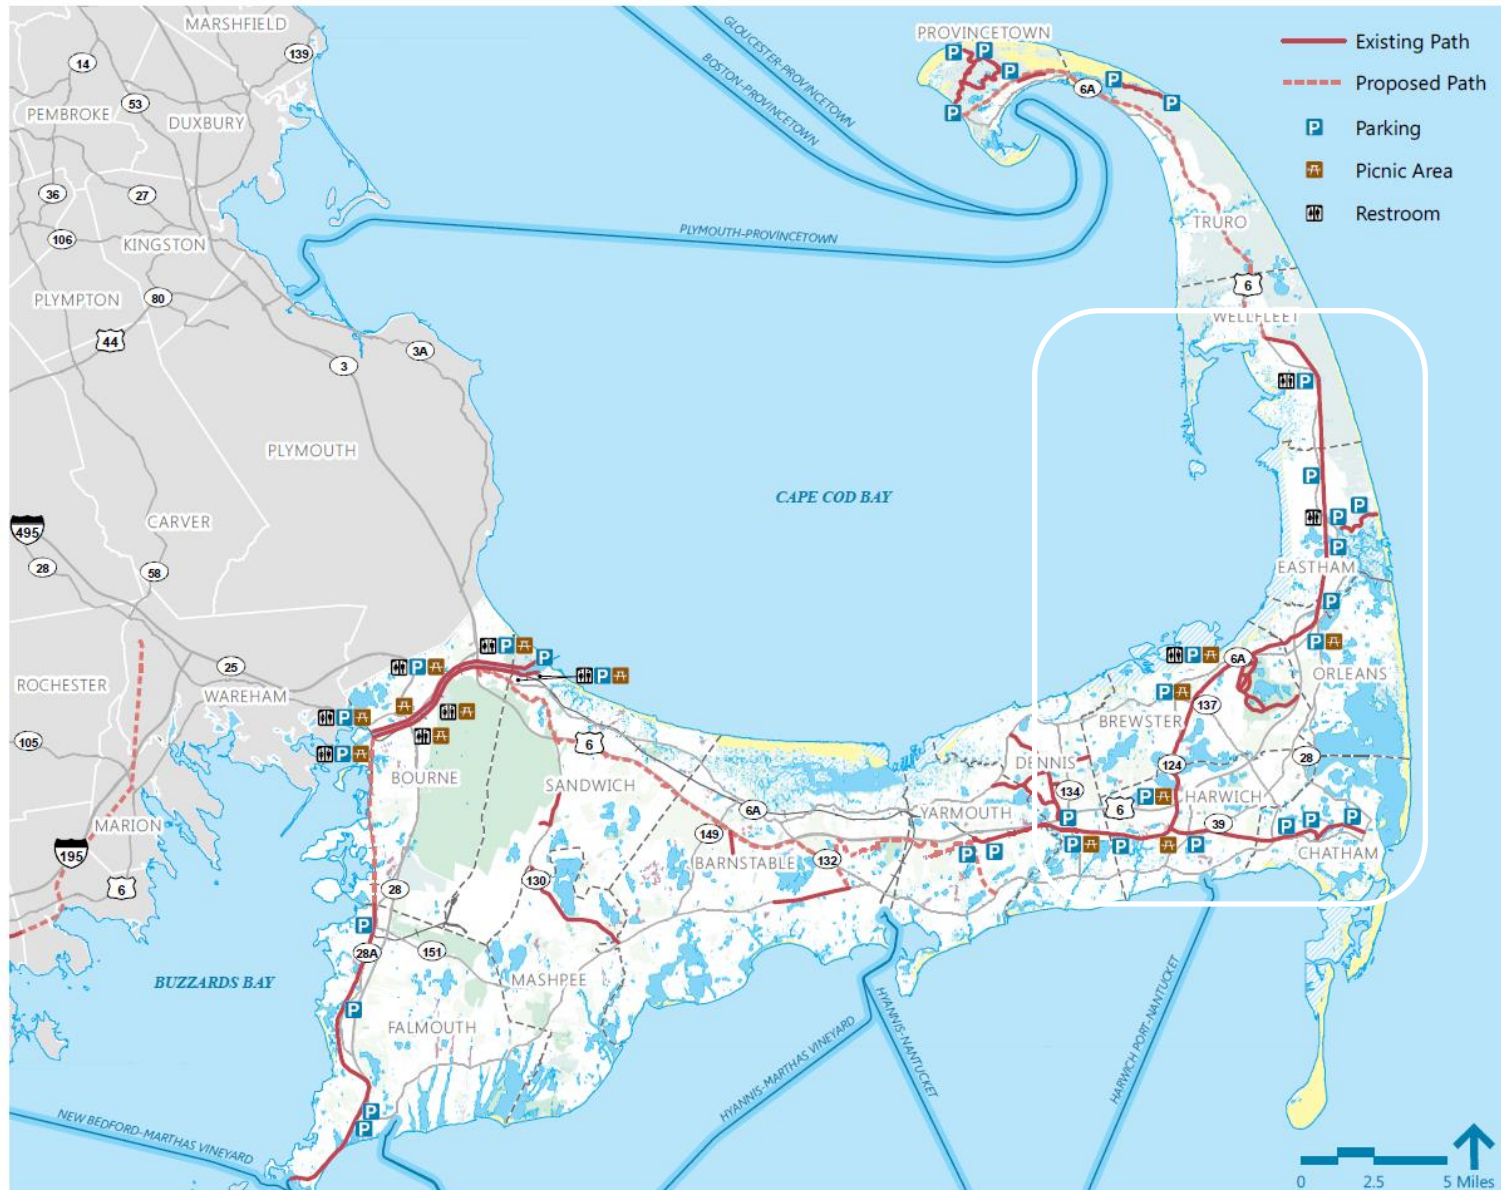 MARSHFIELD
139
14
53
PEMBROKE
DUXBURY
36
27
106
KINGSTON
80
PLYMPTON
44
3
3A
PLYMOUTH
CARVER
495
28
58
ROCHESTER
25
WAREHAM
105
MARION
195
6
GLOUCESTER-PROVINCETOWN
BOSTON-PROVINCETOWN
PLYMOUTH-PROVINCETOWN
PROVINCETOWN
P
P
P
P
6A
P
P
Existing Path
Proposed Path
P Parking
Picnic Area
Restroom
TRURO
6
WELLFLEET
P
P
P
P
P
EASTHAM
P
P
CAPE COD BAY
6A
P
ORLEANS
P
137
BREWSTER
28
124
DENNIS
134
6
P
HARWICH
39
P
P
P
P
P
P
P
CHATHAM
YARMOUTH
P
P
P
P
P
P
P
P
BOURNE
6
SANDWICH
6A
149
BARNSTABLE
132
130
28
P
28A
151
MASHPEE
BUZZARDS BAY
P
FALMOUTH
P
P
NEW BEDFORD-MARTHAS VINEYARD
HYANNIS-MARTHAS VINEYARD
HYANNIS-NANTUCKET
HARWICH PORT-NANTUCKET
0 2.5 5 Miles